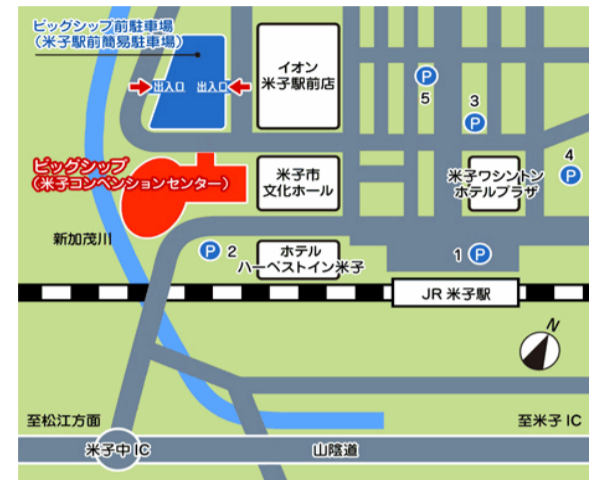 ビッグシップ前駐車場
（米子駅前簡易駐車場）
出入口 出入口
イオン
米子駅前店
P
5
3
P
4
P
ビッグシップ
（米子コンベンションセンター）
米子市
文化ホール
米子ワシントン
ホテルプラザ
新加茂川
P 2
ホテル
ハーベストイン米子
1 P
JR 米子駅
N
至松江方面
至米子 IC
米子中 IC
山陰道